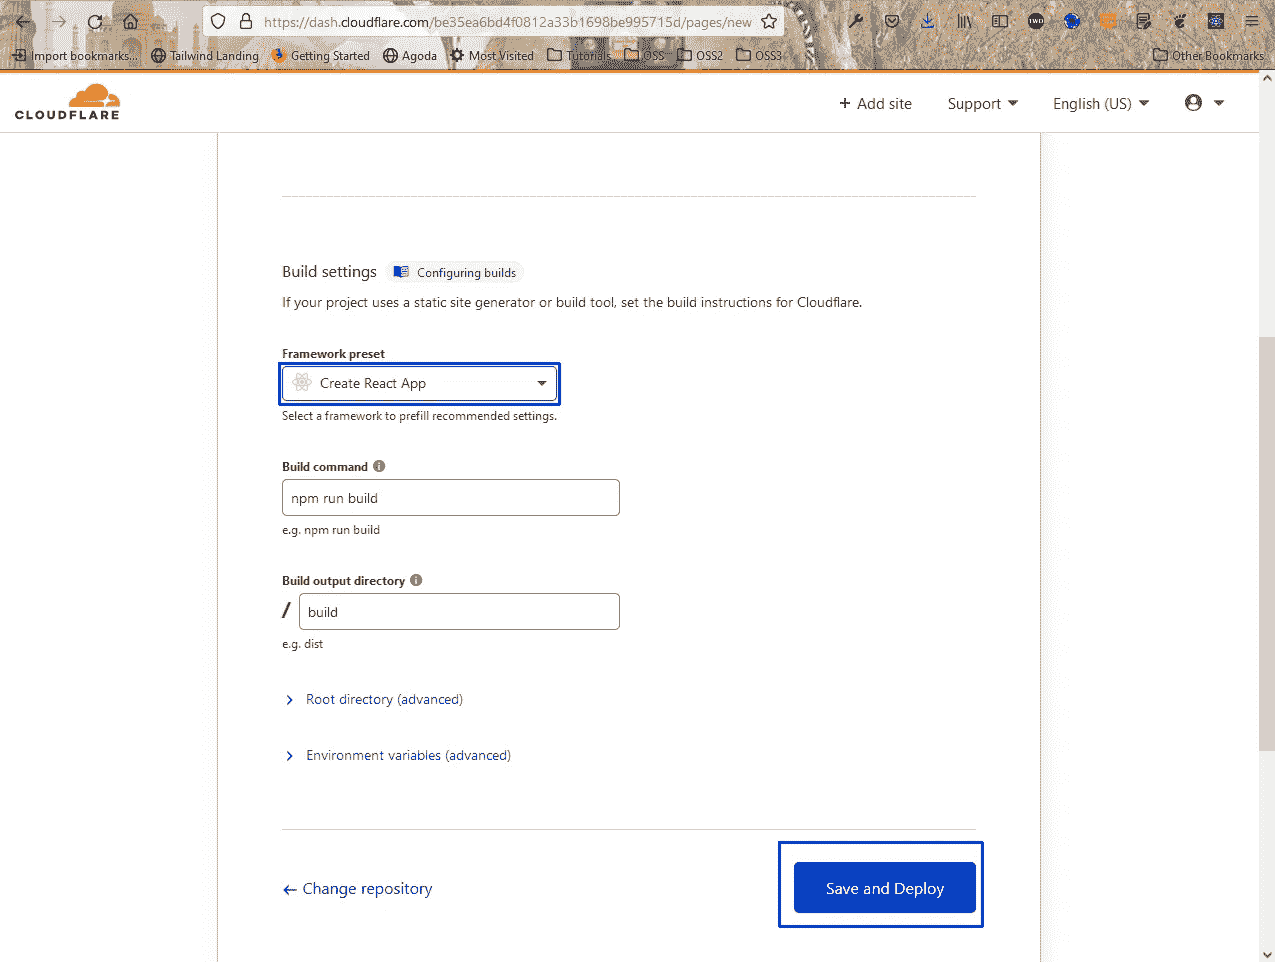 https://dash.cloudflare.com/be35ea6bd4f0812a33b1698be995715d/pages/new
Import bookmarks... Tailwind Landing Getting Started Agoda Most Visited Tutorials OSS OSS2 OSS3 Other Bookmarks
CLOUDFLARE + Add site Support English (US)
Build settings Configuring builds
If your project uses a static site generator or build tool, set the build instructions for Cloudflare.
Framework preset
Create React App
Select a framework to prefill recommended settings.
Build command
npm run build
e.g. npm run build
Build output directory
/ build
e.g. dist
Root directory (advanced)
Environment variables (advanced)
← Change repository Save and Deploy